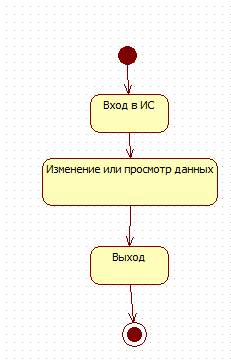 Вход в ИС
Изменение или просмотр данных
Выход